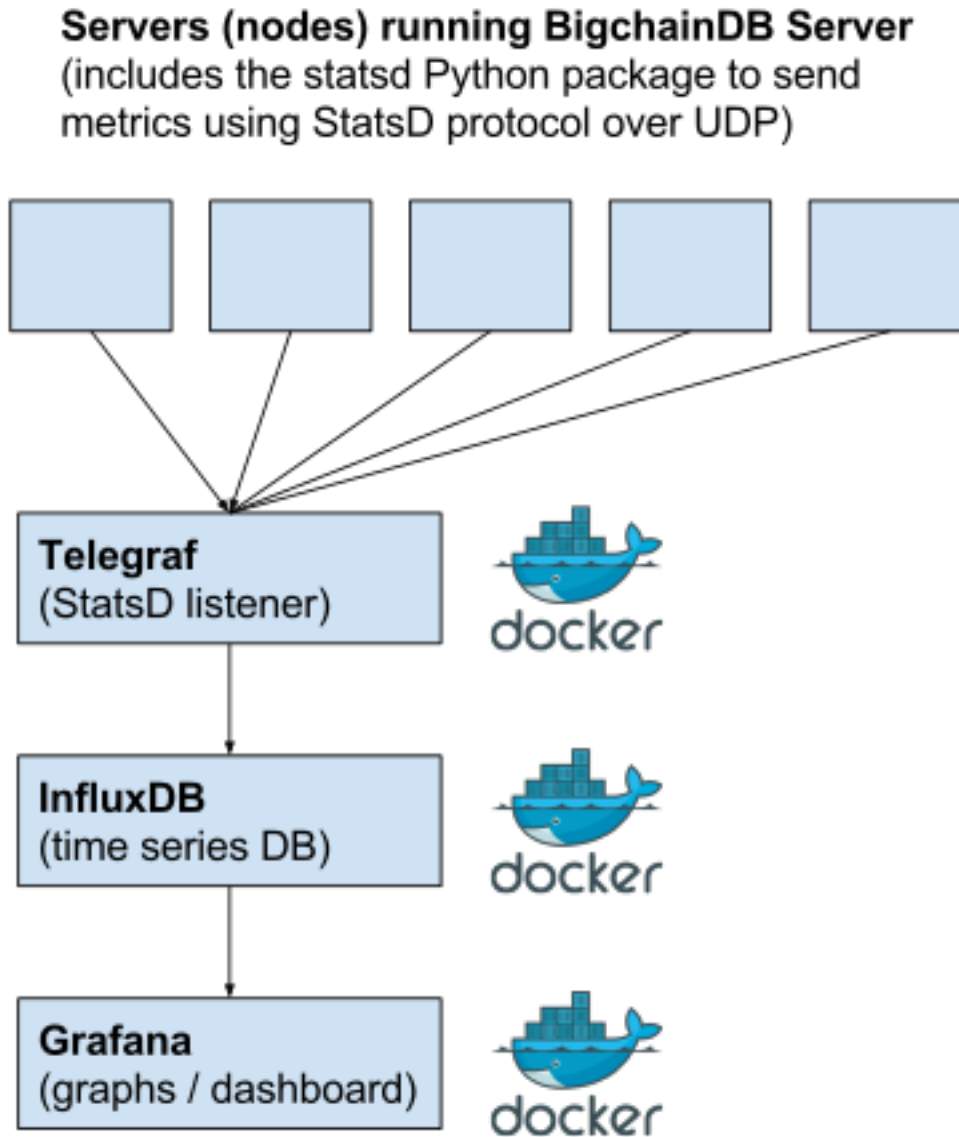 Servers (nodes) running BigchainDB Server
(includes the statsd Python package to send
metrics using StatsD protocol over UDP)
Telegraf
(StatsD listener)
docker
InfluxDB
(time series DB)
docker
Grafana
(graphs / dashboard)
docker